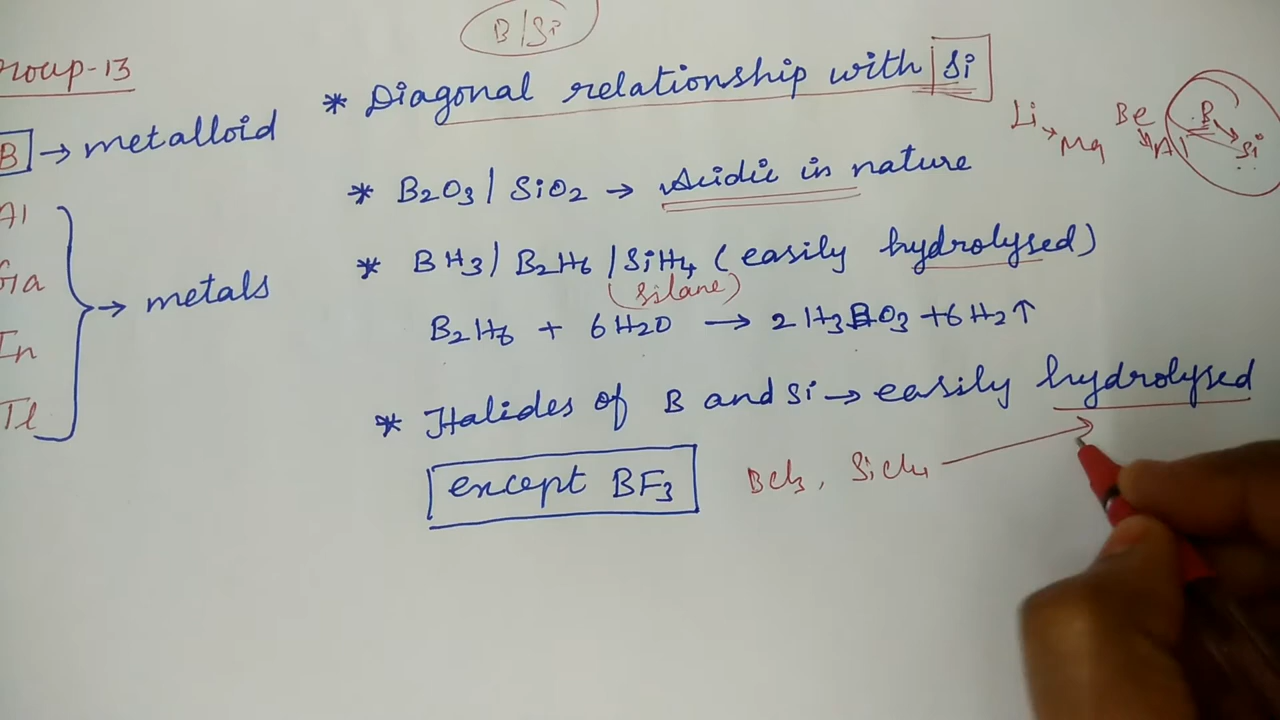 B/Si
roup-13
* Diagonal relationship with Si
Li → Mg Be → Al B → Si
B → metalloid
* B2O3 / SiO2 → Acidic in nature
Al
Ga
In
Tl
→ metals
* BH3 / B2H6 / SiH4 (easily hydrolysed)
(Silane)
B2H6 + 6H2O → 2H3BO3 + 6H2↑
* Halides of B and Si → easily hydrolysed
except BF3 BCl3, SiCl4